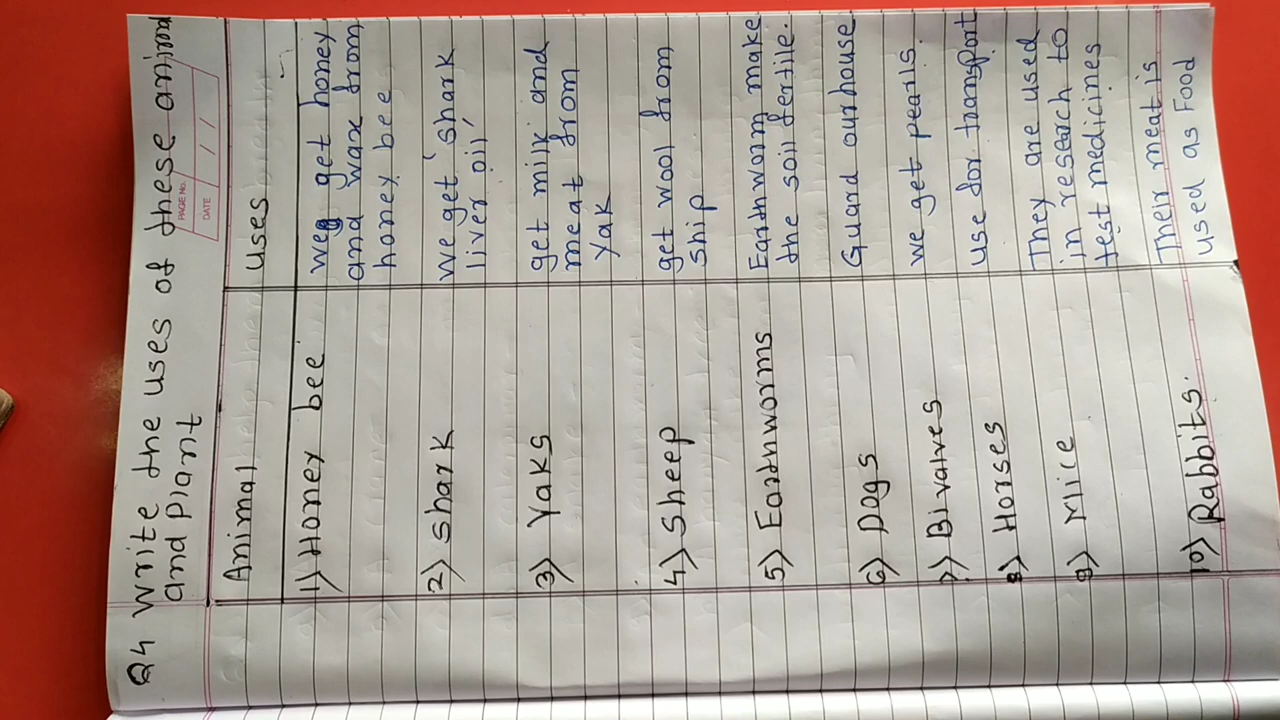 Q4 write the uses of these anima
and Plant
PAGE NO.
DATE / /
Animal uses
1) Honey bee we get honey
and wax from
honey bee
2) shark we get 'shark
liver oil'
3) Yaks get milk and
meat from
yak
4) Sheep get wool from
ship
5) Earthworms Earthworm make
the soil fertile.
6) Dogs Guard our house
7) Bivalves we get pearls.
8) Horses use for transport
9) Mice They are used
in research to
test medicines
10) Rabbits. Their meat is
used as Food